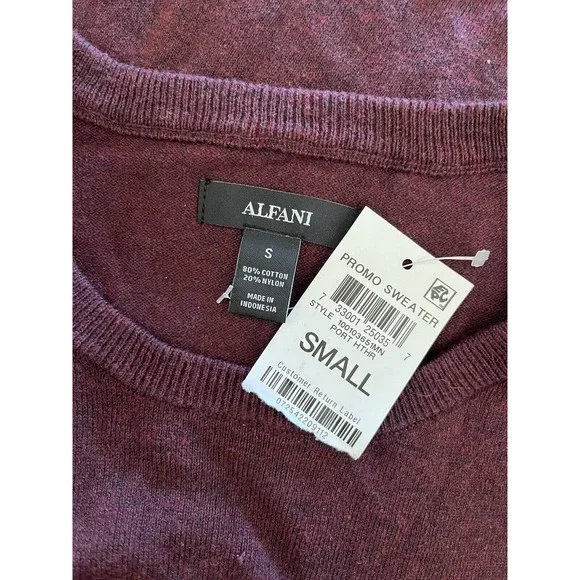 ALFANI
S
80% COTTON
20% NYLON
MADE IN
INDONESIA
PROMO SWEATER
7 33001 25035 7
STYLE 100103651MN
PORT HTHR
SMALL
Customer Return Label
072542209112